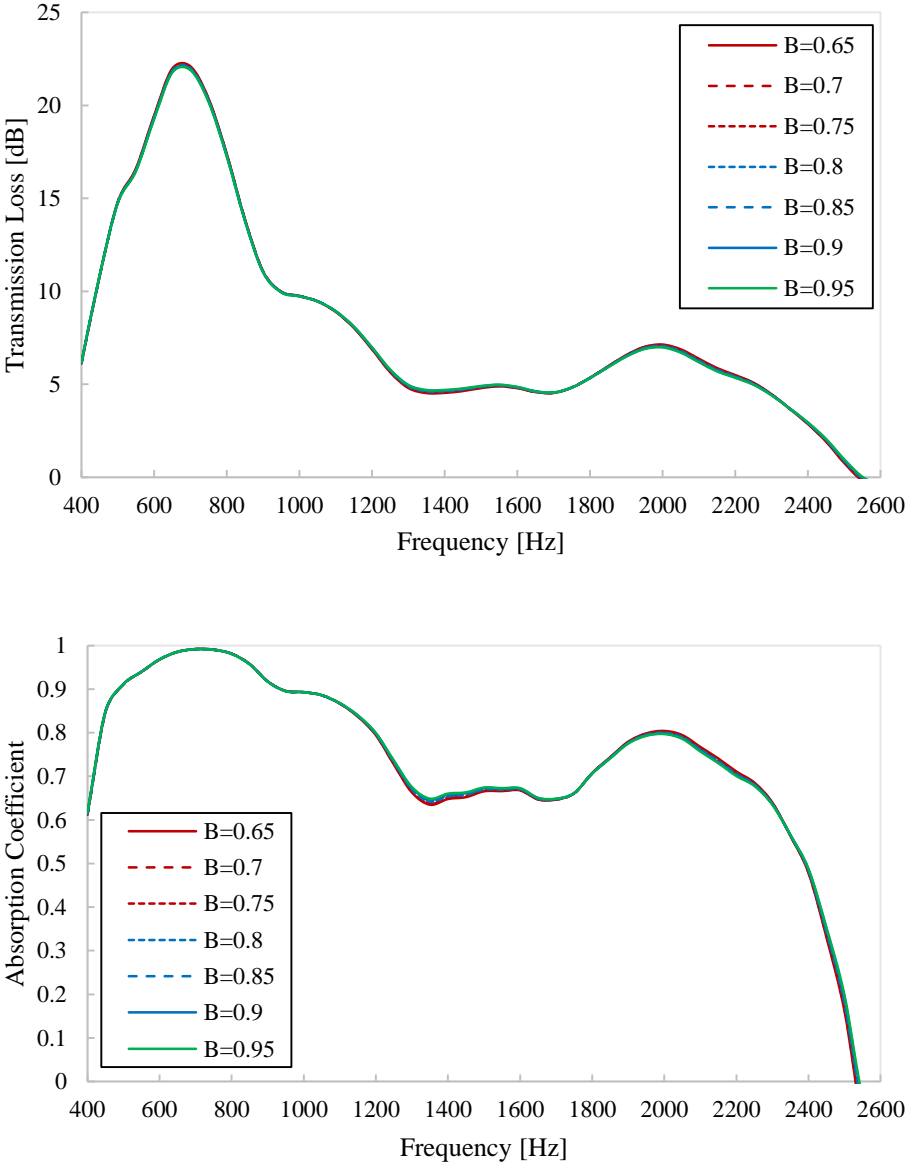 25
20
15
10
5
0
Transmission Loss [dB]
B=0.65
B=0.7
B=0.75
B=0.8
B=0.85
B=0.9
B=0.95
400 600 800 1000 1200 1400 1600 1800 2000 2200 2400 2600
Frequency [Hz]
1
0.9
0.8
0.7
0.6
0.5
0.4
0.3
0.2
0.1
0
Absorption Coefficient
B=0.65
B=0.7
B=0.75
B=0.8
B=0.85
B=0.9
B=0.95
400 600 800 1000 1200 1400 1600 1800 2000 2200 2400 2600
Frequency [Hz]